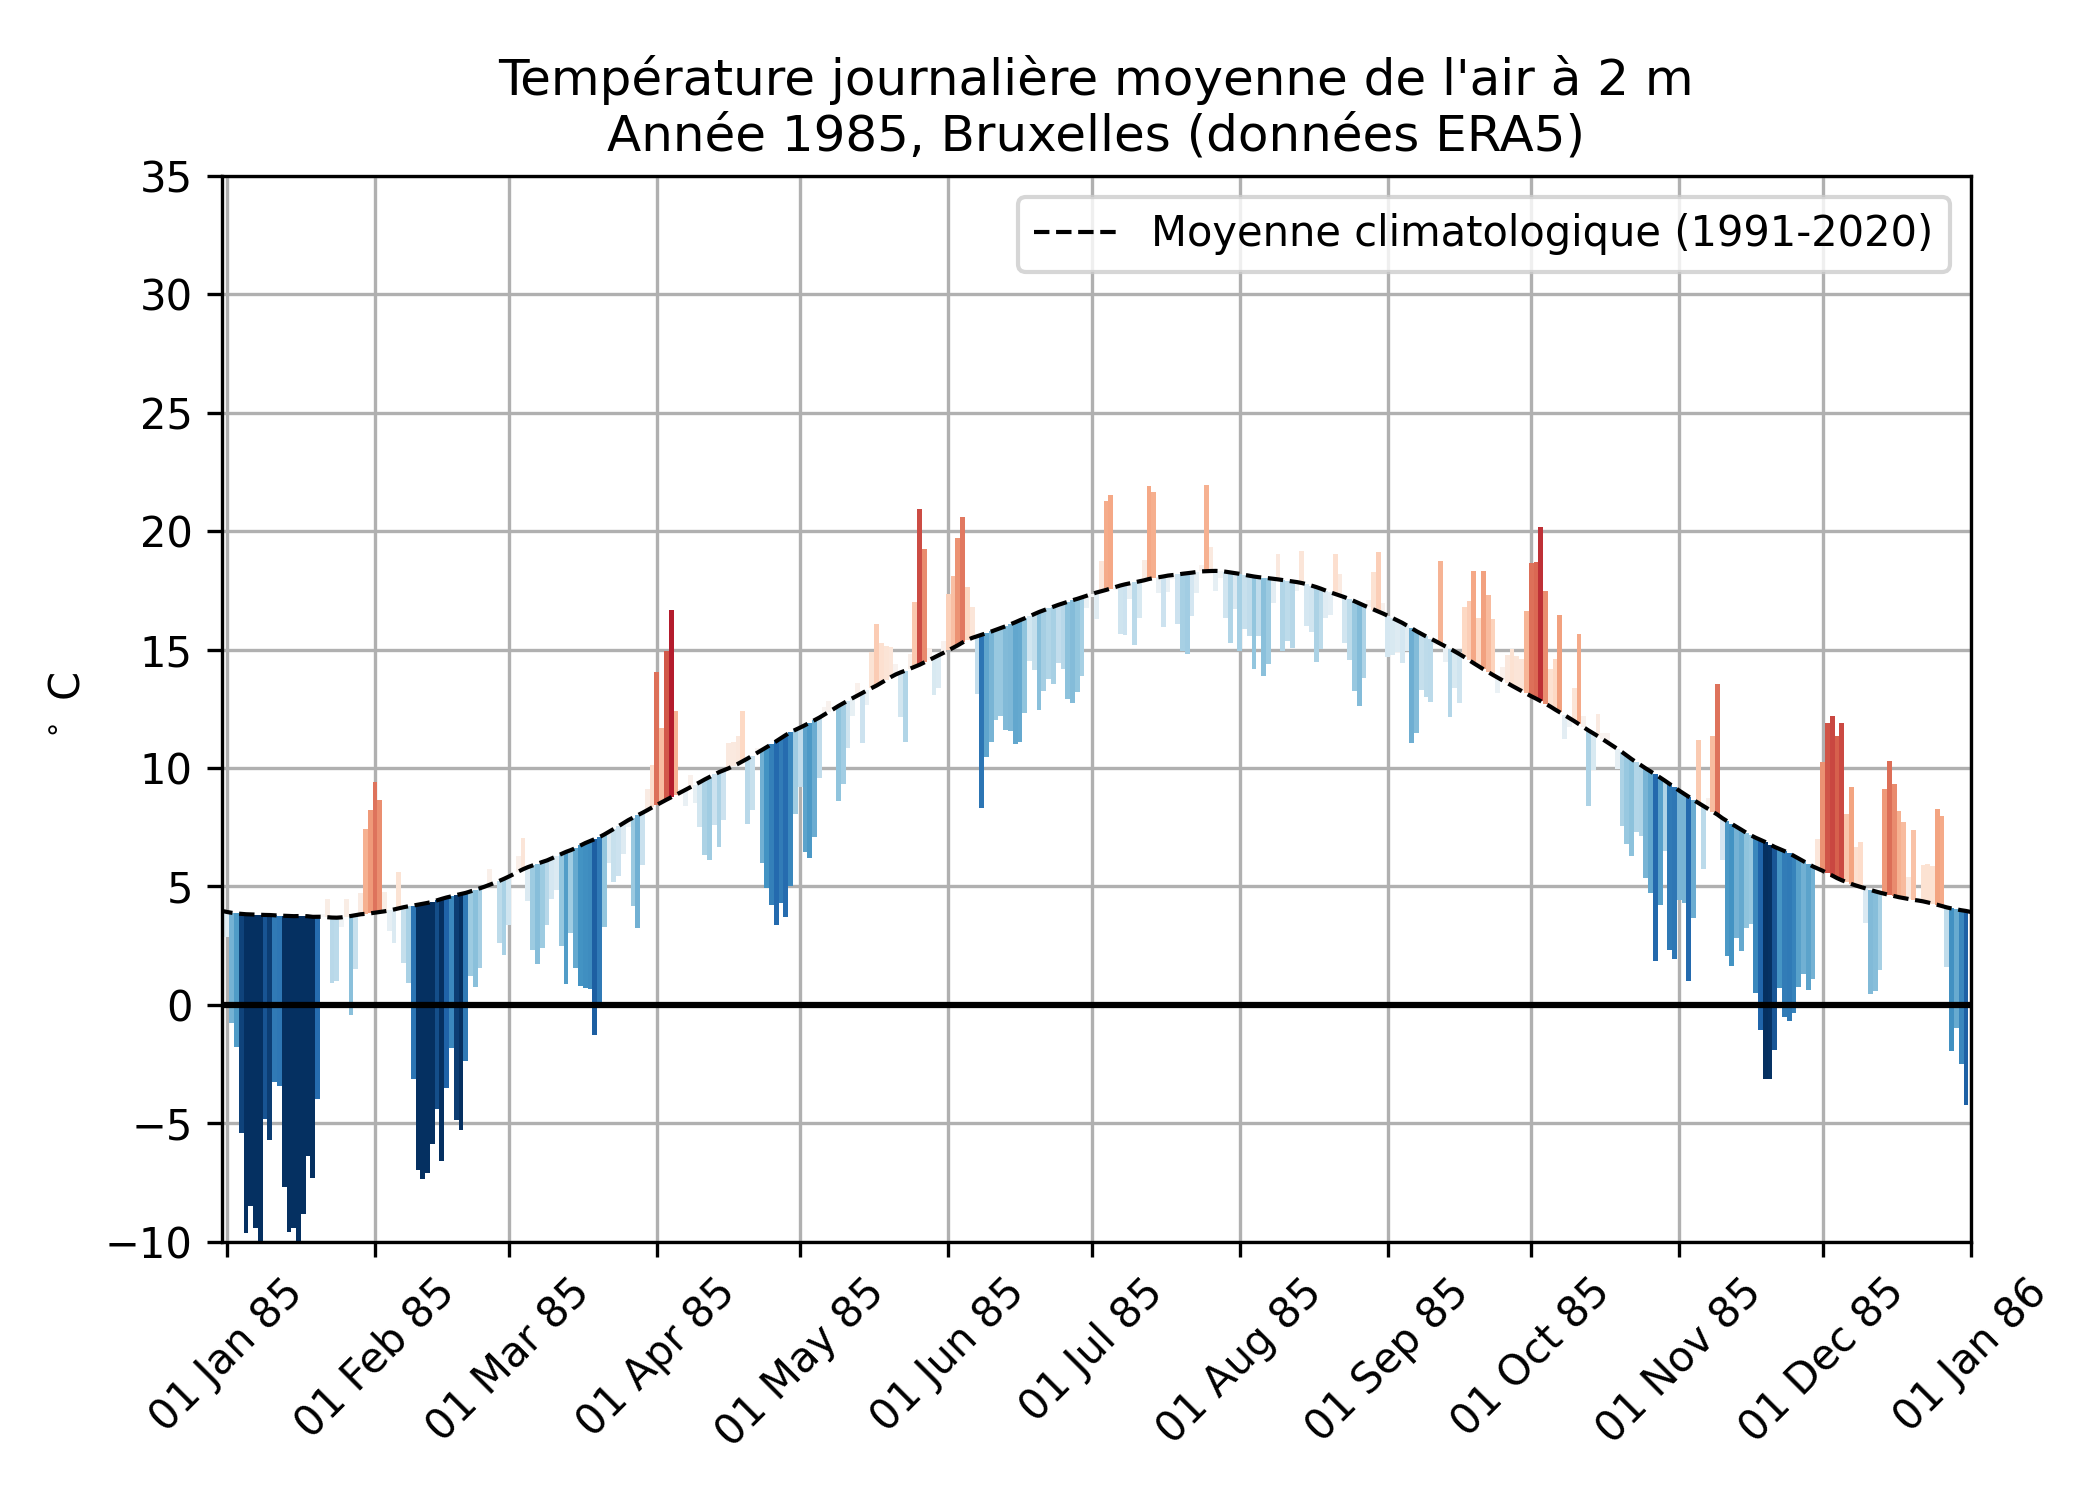 Température journalière moyenne de l'air à 2 m
Année 1985, Bruxelles (données ERA5)
Moyenne climatologique (1991-2020)
35
30
25
20
15
10
5
0
−5
−10
° C
01 Jan 85
01 Feb 85
01 Mar 85
01 Apr 85
01 May 85
01 Jun 85
01 Jul 85
01 Aug 85
01 Sep 85
01 Oct 85
01 Nov 85
01 Dec 85
01 Jan 86